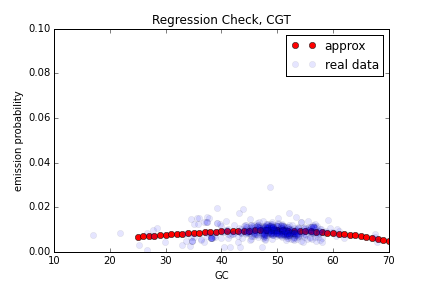 Regression Check, CGT
approx
real data
emission probability
0.10
0.08
0.06
0.04
0.02
0.00
10 20 30 40 50 60 70
GC